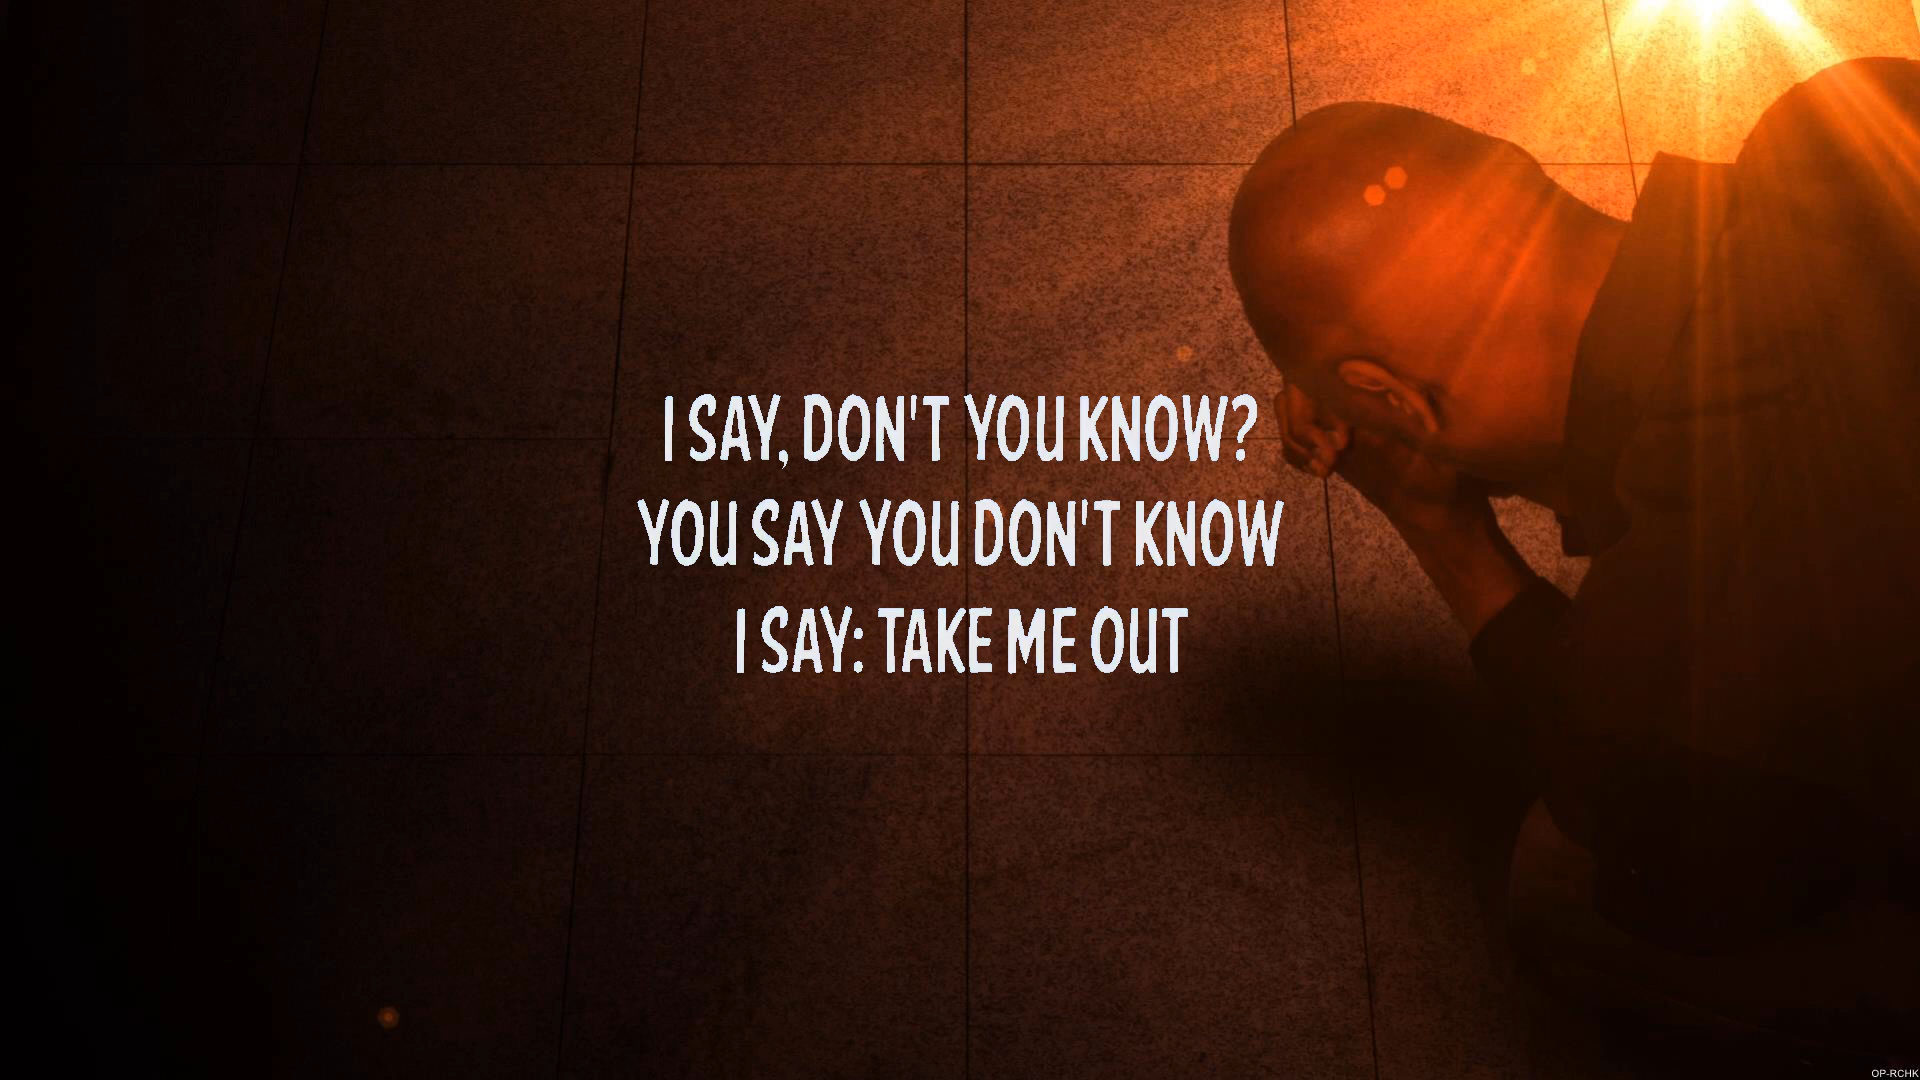 I SAY, DON'T YOU KNOW?
YOU SAY YOU DON'T KNOW
I SAY: TAKE ME OUT
OP-RCHK